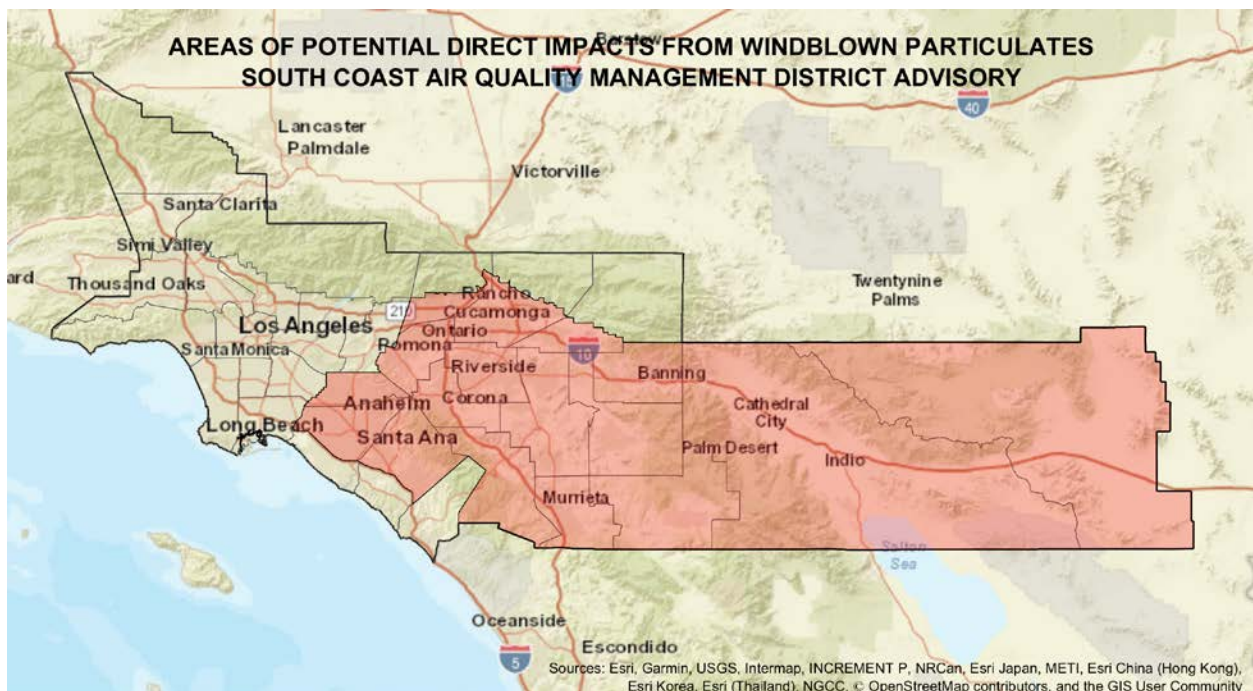 AREAS OF POTENTIAL DIRECT IMPACTS FROM WINDBLOWN PARTICULATES
Barstow
SOUTH COAST AIR QUALITY MANAGEMENT DISTRICT ADVISORY
15
40
Lancaster
Palmdale
Victorville
Santa Clarita
Simi Valley
ard
Thousand Oaks
Twentynine
Palms
Rancho
Cucamonga
210
Los Angeles
Ontario
Pomona
Santa Monica
10
Riverside
Banning
Anaheim
Corona
Cathedral
City
Long Beach
Santa Ana
Palm Desert
Indio
Murrieta
Salton
Sea
Oceanside
Escondido
5
Sources: Esri, Garmin, USGS, Intermap, INCREMENT P, NRCan, Esri Japan, METI, Esri China (Hong Kong),
Esri Korea, Esri (Thailand), NGCC, © OpenStreetMap contributors, and the GIS User Community